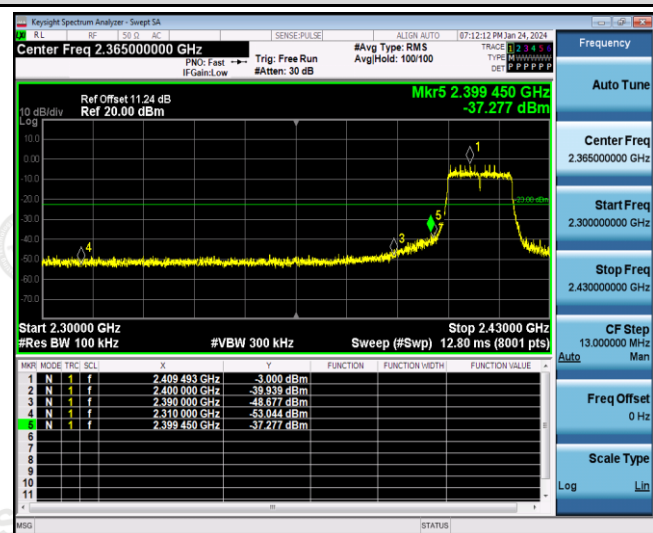 Keysight Spectrum Analyzer - Swept SA
LXI RL RF 50 Ω AC SENSE:PULSE ALIGN AUTO 07:12:12 PM Jan 24, 2024
Center Freq 2.365000000 GHz
PNO: Fast
IFGain:Low
Trig: Free Run
#Atten: 30 dB
#Avg Type: RMS
Avg|Hold: 100/100
TRACE 1 2 3 4 5 6
TYPE M W W W W W
DET P P P P P P
Ref Offset 11.24 dB
10 dB/div Ref 20.00 dBm
Log
Mkr5 2.399 450 GHz
-37.277 dBm
10.0
0.00
-10.0
-20.0
-30.0
-40.0
-50.0
-60.0
-70.0
-23.00 dBm
1
5
3
4
Start 2.30000 GHz Stop 2.43000 GHz
#Res BW 100 kHz #VBW 300 kHz Sweep (#Swp) 12.80 ms (8001 pts)
MKR MODE TRC SCL X Y FUNCTION FUNCTION WIDTH FUNCTION VALUE
1 N 1 f 2.409 493 GHz -3.000 dBm
2 N 1 f 2.400 000 GHz -39.939 dBm
3 N 1 f 2.390 000 GHz -48.677 dBm
4 N 1 f 2.310 000 GHz -53.044 dBm
5 N 1 f 2.399 450 GHz -37.277 dBm
6
7
8
9
10
11
MSG STATUS
Frequency
Auto Tune
Center Freq
2.365000000 GHz
Start Freq
2.300000000 GHz
Stop Freq
2.430000000 GHz
CF Step
13.000000 MHz
Auto Man
Freq Offset
0 Hz
Scale Type
Log Lin